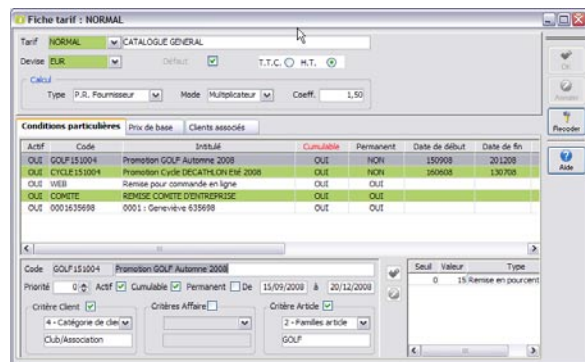 Fiche tarif : NORMAL
Tarif NORMAL CATALOGUE GENERAL
Devise EUR Défaut T.T.C. H.T.
Calcul
Type P.R. Fournisseur Mode Multiplicateur Coeff. 1,50
OK
Annuler
Recoder
Aide
Conditions particulières Prix de base Clients associés
Actif Code Intitulé Cumulable Permanent Date de début Date de fin
OUI GOLF151004 Promotion GOLF Automne 2008 OUI NON 150908 201208
OUI CYCLE151004 Promotion Cycle DECATHLON Eté 2008 OUI NON 160608 130708
OUI WEB Remise pour commande en ligne OUI OUI
OUI COMITE REMISE COMITE D'ENTREPRISE OUI OUI
OUI 0001635698 0001 : Geneviève 635698 OUI OUI
Code GOLF151004 Promotion GOLF Automne 2008
Priorité 0 Actif Cumulable Permanent De 15/09/2008 à 20/12/2008
Critère Client Critères Affaire Critère Article
4 - Catégorie de clien 2 - Familles article
Club/Association GOLF
Seuil Valeur Type
0 15 Remise en pourcent